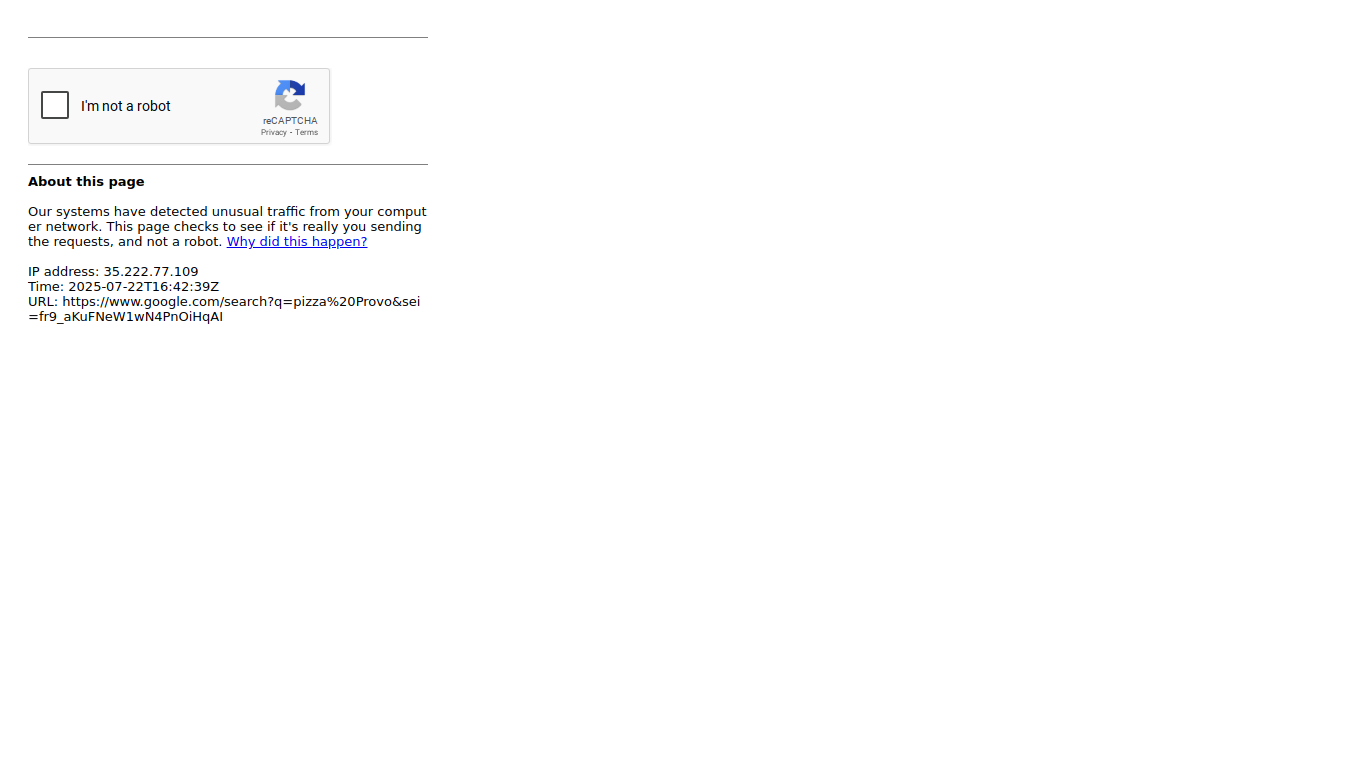 I'm not a robot
reCAPTCHA
Privacy - Terms
About this page
Our systems have detected unusual traffic from your comput
er network. This page checks to see if it's really you sending
the requests, and not a robot. Why did this happen?
IP address: 35.222.77.109
Time: 2025-07-22T16:42:39Z
URL: https://www.google.com/search?q=pizza%20Provo&sei
=fr9_aKuFNeW1wN4PnOiHqAI